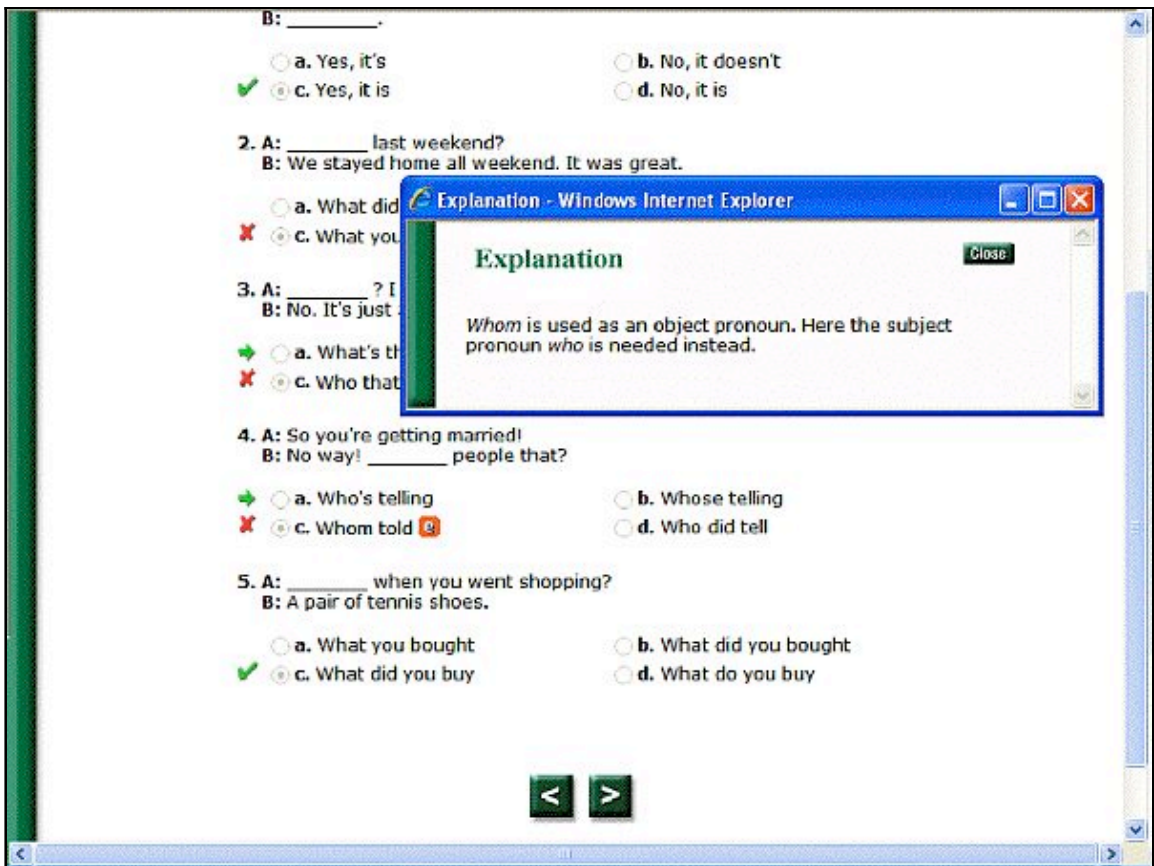 B: _________.
a. Yes, it's
b. No, it doesn't
c. Yes, it is
d. No, it is
2. A: ________ last weekend?
B: We stayed home all weekend. It was great.
a. What did
c. What you
3. A: ________ ? I
B: No. It's just
a. What's th
c. Who that
Explanation - Windows Internet Explorer
Explanation
Close
Whom is used as an object pronoun. Here the subject
pronoun who is needed instead.
4. A: So you're getting married!
B: No way! ________ people that?
a. Who's telling
b. Whose telling
c. Whom told
d. Who did tell
5. A: ________ when you went shopping?
B: A pair of tennis shoes.
a. What you bought
b. What did you bought
c. What did you buy
d. What do you buy
< >